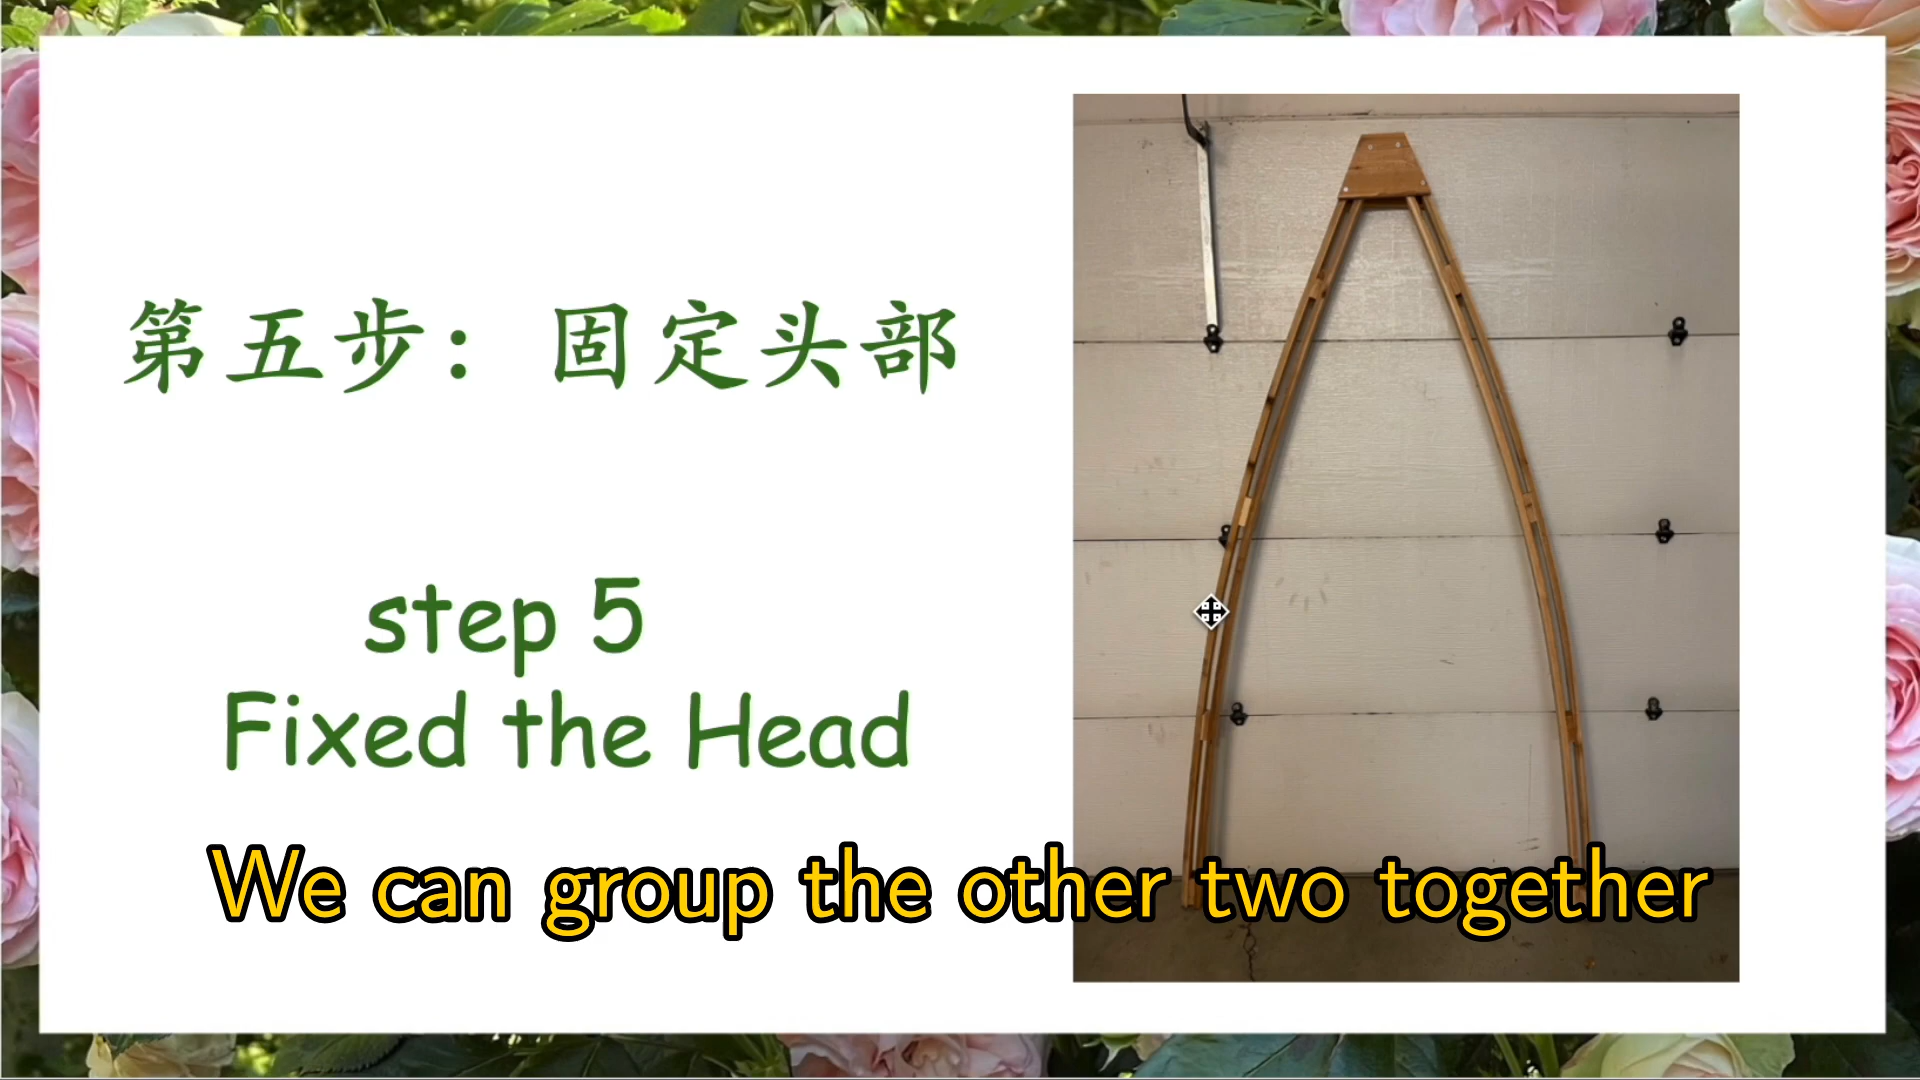 第五步：固定头部
step 5
Fixed the Head
We can group the other two together